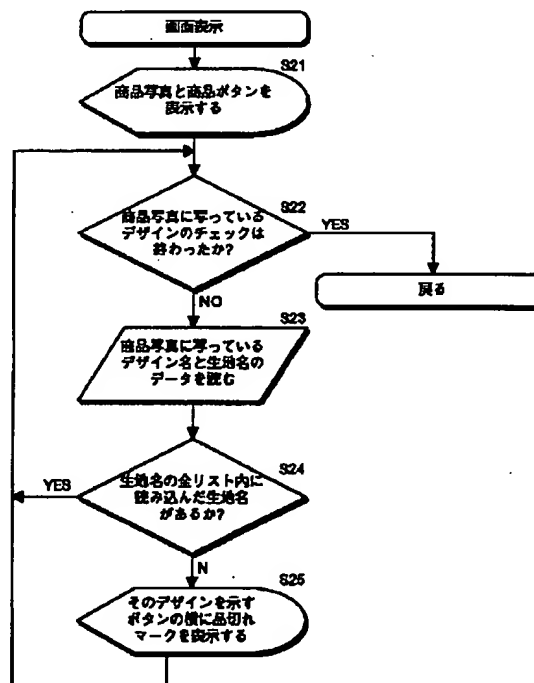 画面表示
S21
商品写真と商品ボタンを
表示する
S22
商品写真に写っている
デザインのチェックは
終わったか?
YES
戻る
NO
S23
商品写真に写っている
デザイン名と生地名の
データを読む
S24
生地名の全リスト内に
読み込んだ生地名
があるか?
YES
N
S25
そのデザインを示す
ボタンの横に品切れ
マークを表示する